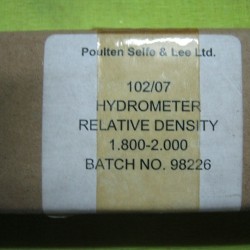 Poulten Selfe & Lee Ltd.
102/07
HYDROMETER
RELATIVE DENSITY
1.800-2.000
BATCH NO. 98226